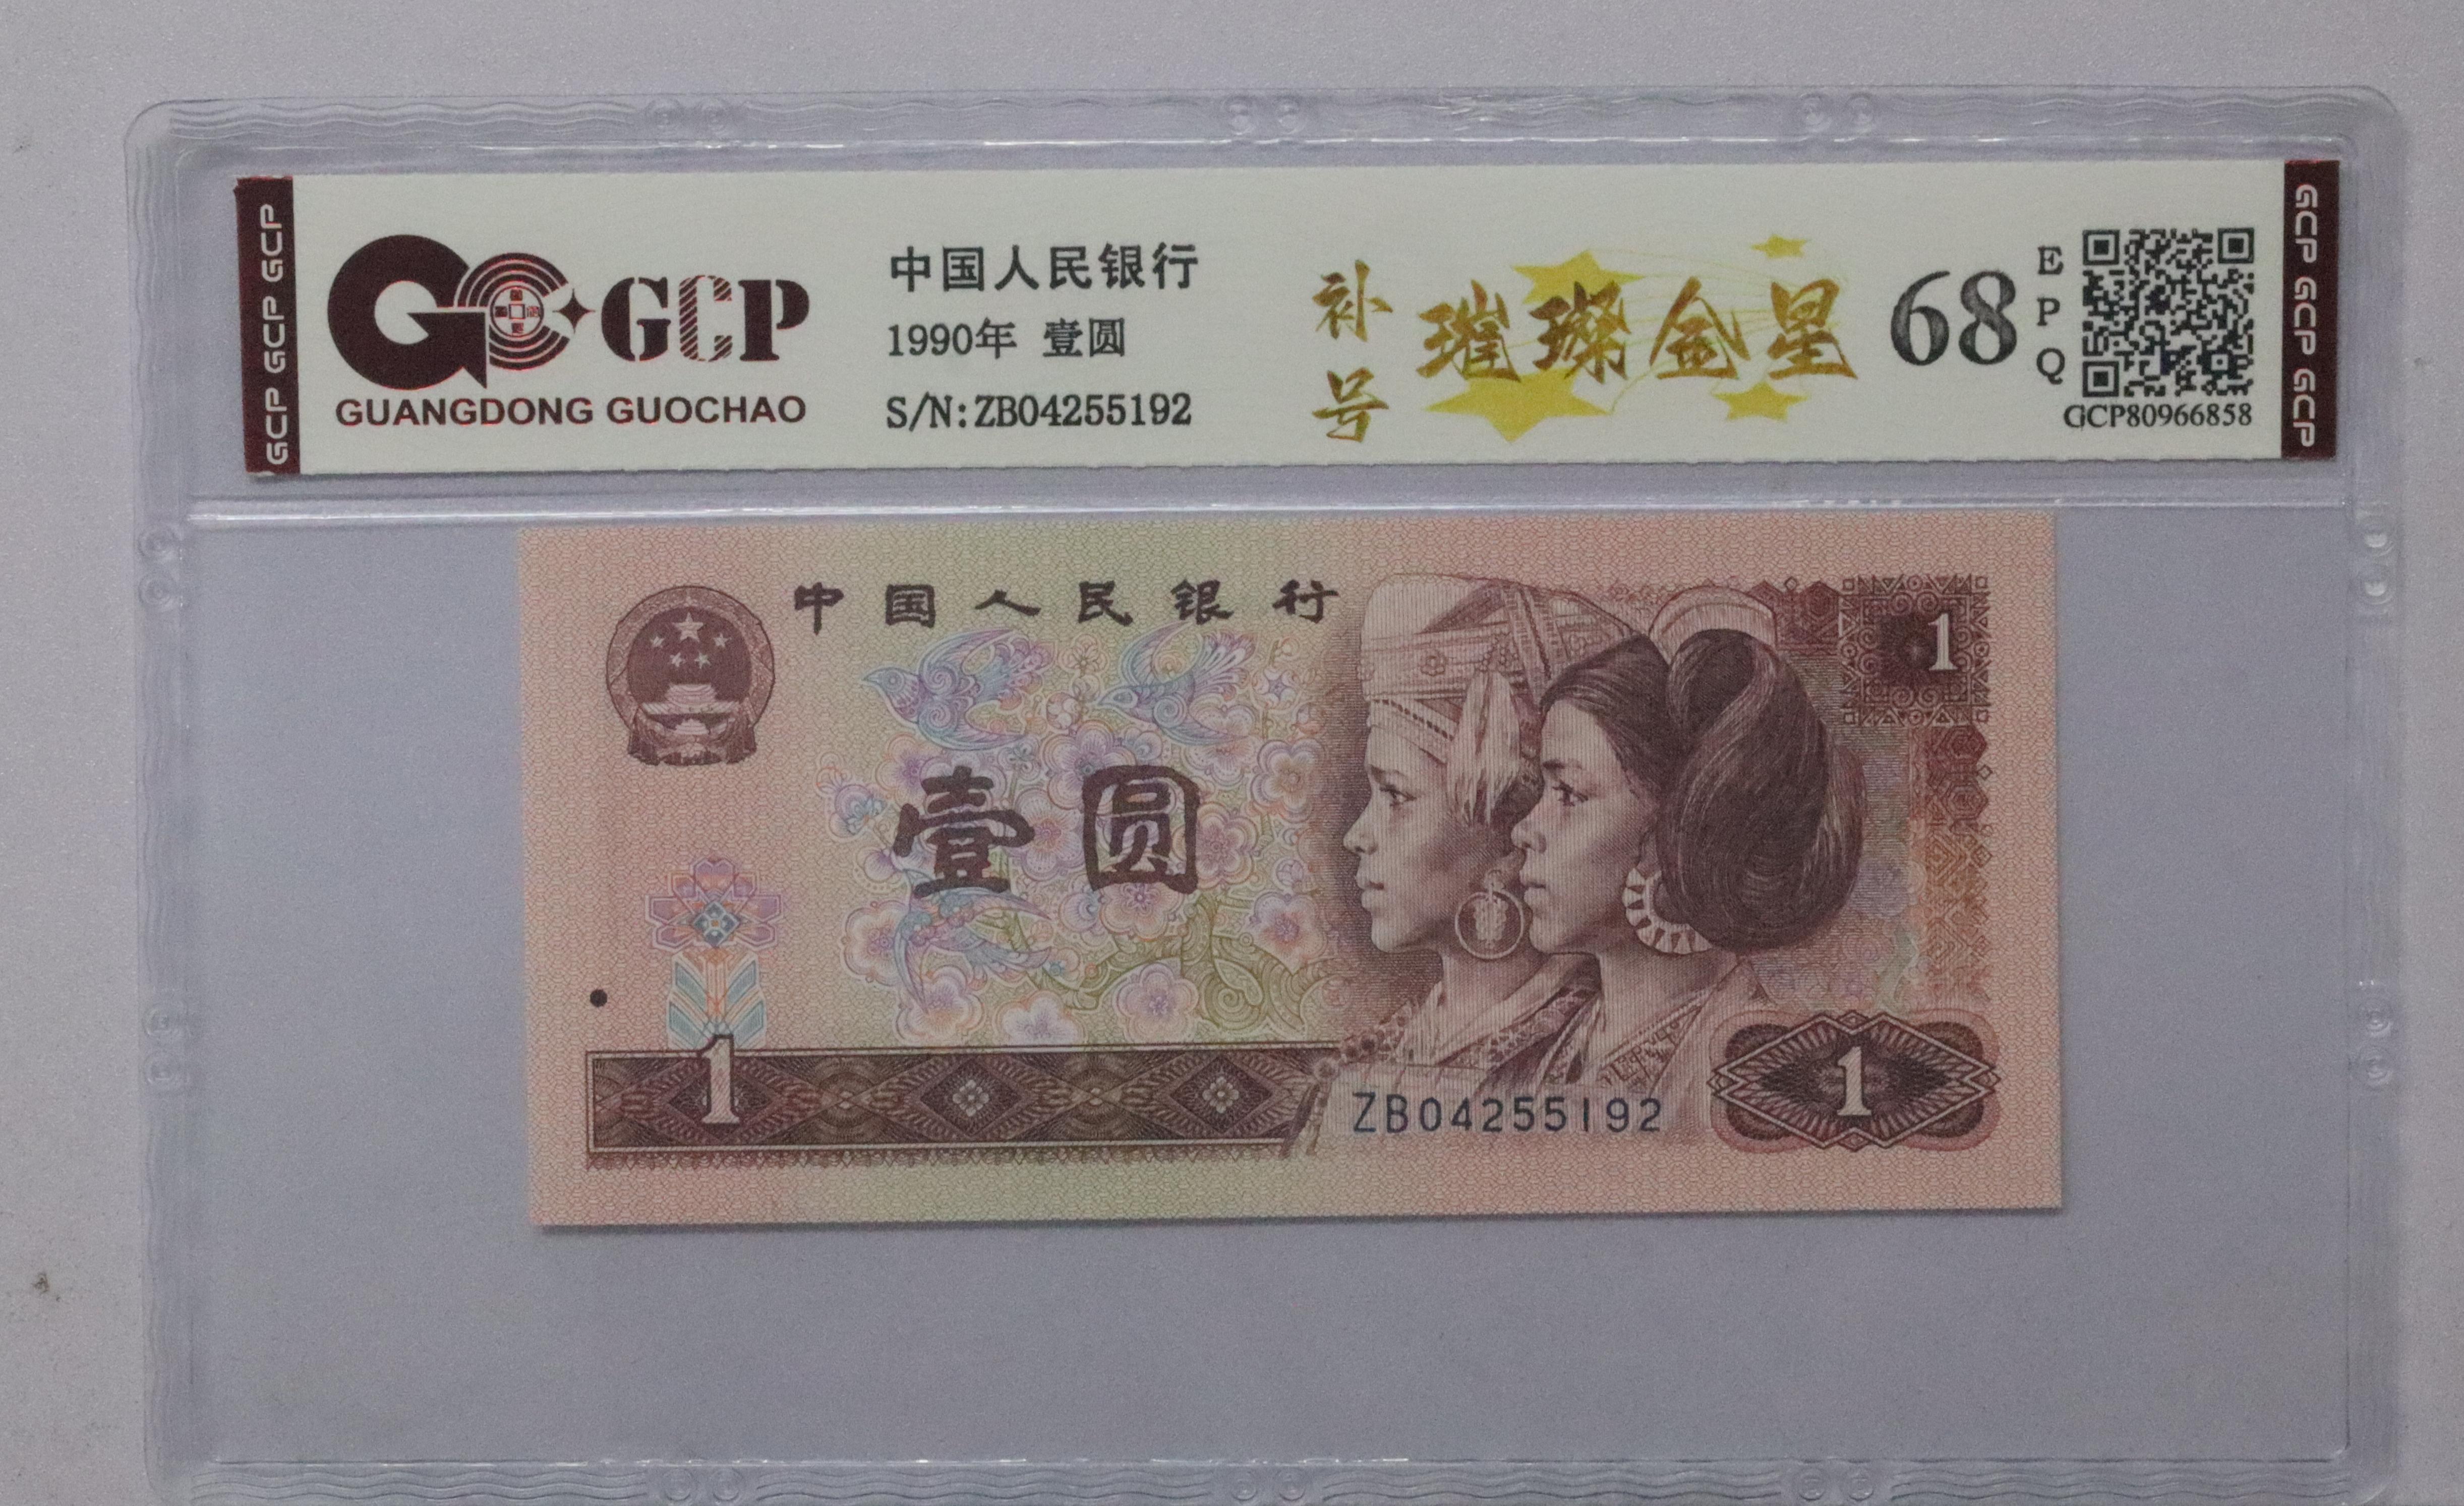 GCP GCP GCP
GCP
GUANGDONG GUOCHAO
中国人民银行
1990年 壹圆
S/N:ZB04255192
补号
璀璨金星
68
EPQ
GCP80966858
GCP GCP GCP
中国人民银行
1
壹圆
1
1
ZB04255192